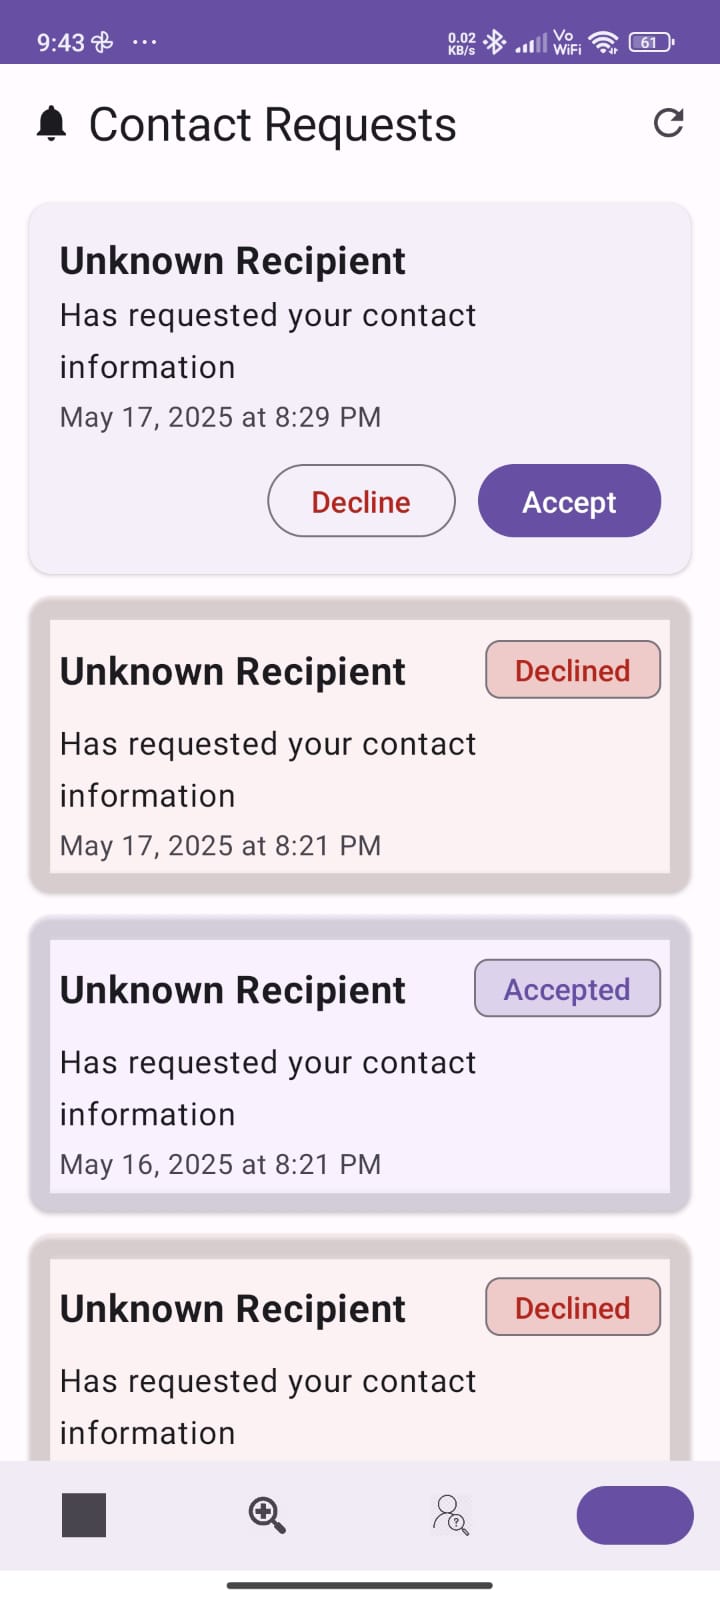 9:43 ...
0.02 KB/s Vo WiFi 61
Contact Requests
Unknown Recipient
Has requested your contact
information
May 17, 2025 at 8:29 PM
Decline Accept
Unknown Recipient Declined
Has requested your contact
information
May 17, 2025 at 8:21 PM
Unknown Recipient Accepted
Has requested your contact
information
May 16, 2025 at 8:21 PM
Unknown Recipient Declined
Has requested your contact
information